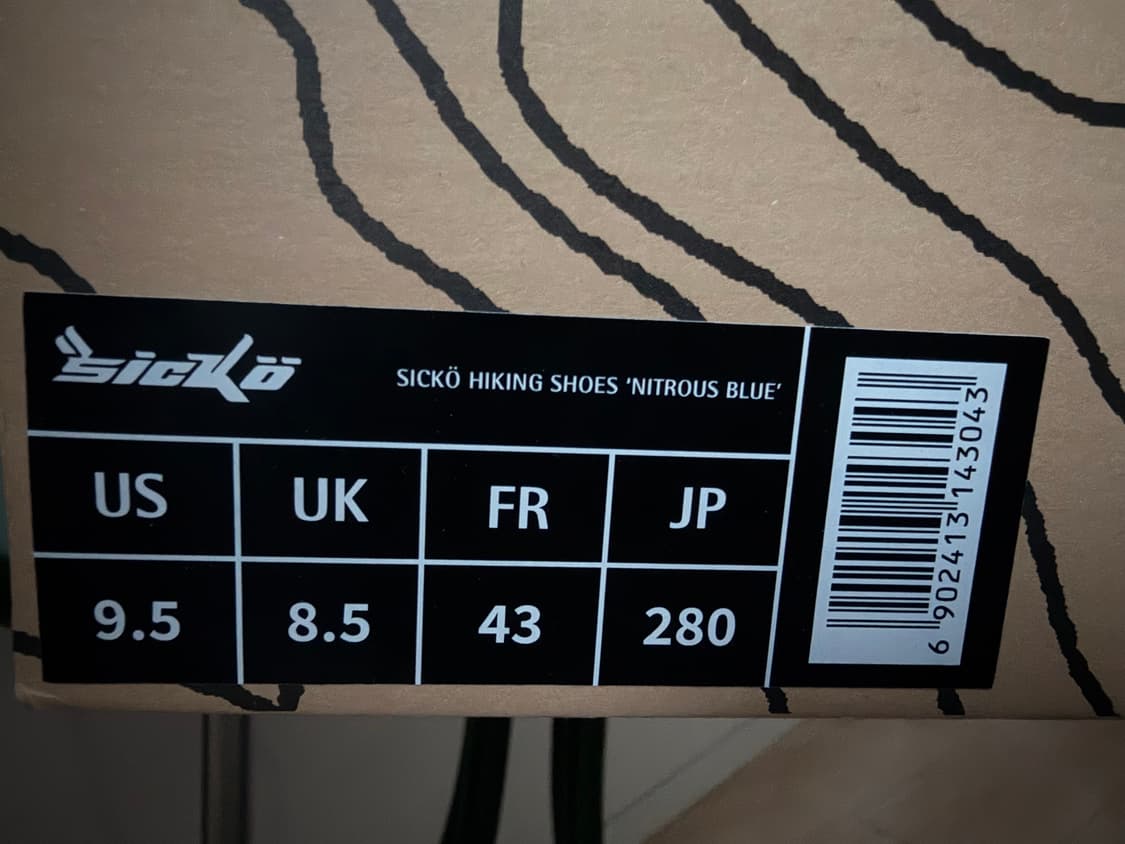 sickö
SICKÖ HIKING SHOES 'NITROUS BLUE'
US UK FR JP
9.5 8.5 43 280
6 902413 143043